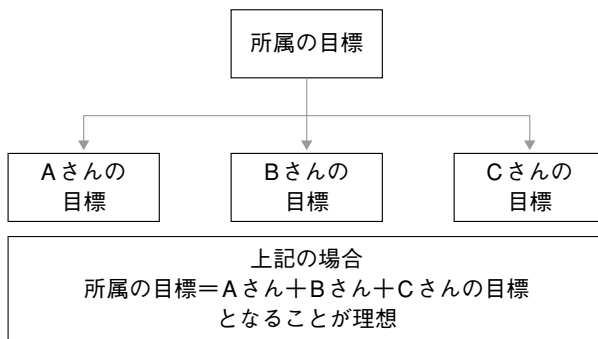 所属の目標
Aさんの
目標
Bさんの
目標
Cさんの
目標
上記の場合
所属の目標＝Aさん＋Bさん＋Cさんの目標
となることが理想